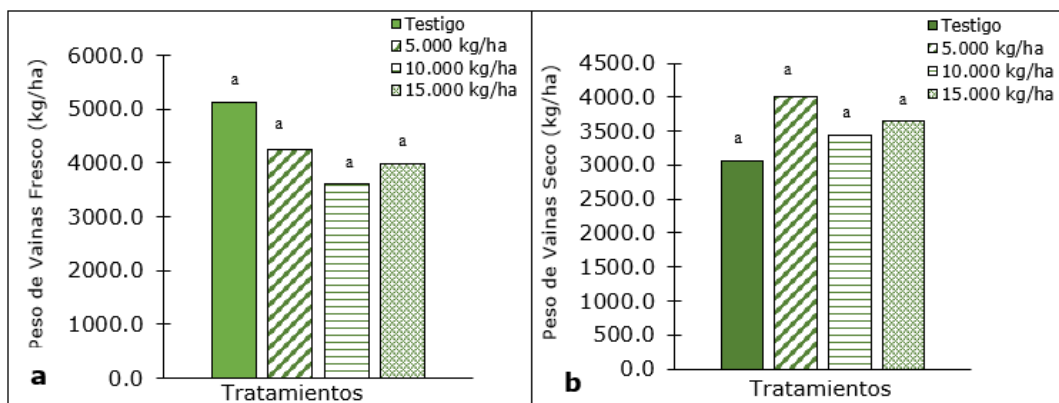 Testigo
5.000 kg/ha
10.000 kg/ha
15.000 kg/ha
Peso de Vainas Fresco (kg/ha)
6000.0
5000.0
4000.0
3000.0
2000.0
1000.0
0.0
a
a
a
a
Tratamientos
a
Testigo
5.000 kg/ha
10.000 kg/ha
15.000 kg/ha
Peso de Vainas Seco (kg/ha)
4500.0
4000.0
3500.0
3000.0
2500.0
2000.0
1500.0
1000.0
500.0
0.0
a
a
a
a
Tratamientos
b